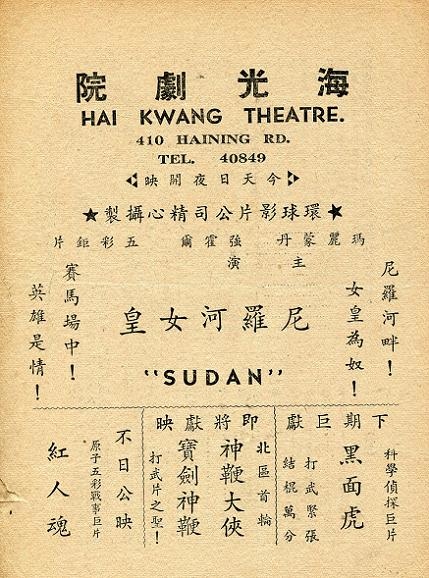 海光劇院
HAI KWANG THEATRE.
410 HAINING RD.
TEL. 40849
今天日夜開映
★環球影片公司精心攝製★
瑪麗蒙丹 強霍爾 五彩鉅片
主演
尼羅河畔！
女皇為奴！
尼羅河女皇
"SUDAN"
賽馬場中！
英雄是情！
下期巨獻
科學偵探巨片
黑面虎
打武緊張
結棍萬分
即將獻映
北區首輪
神鞭大俠
寶劍神鞭
打武片之聖！
不日公映
原子五彩戰事巨片
紅人魂